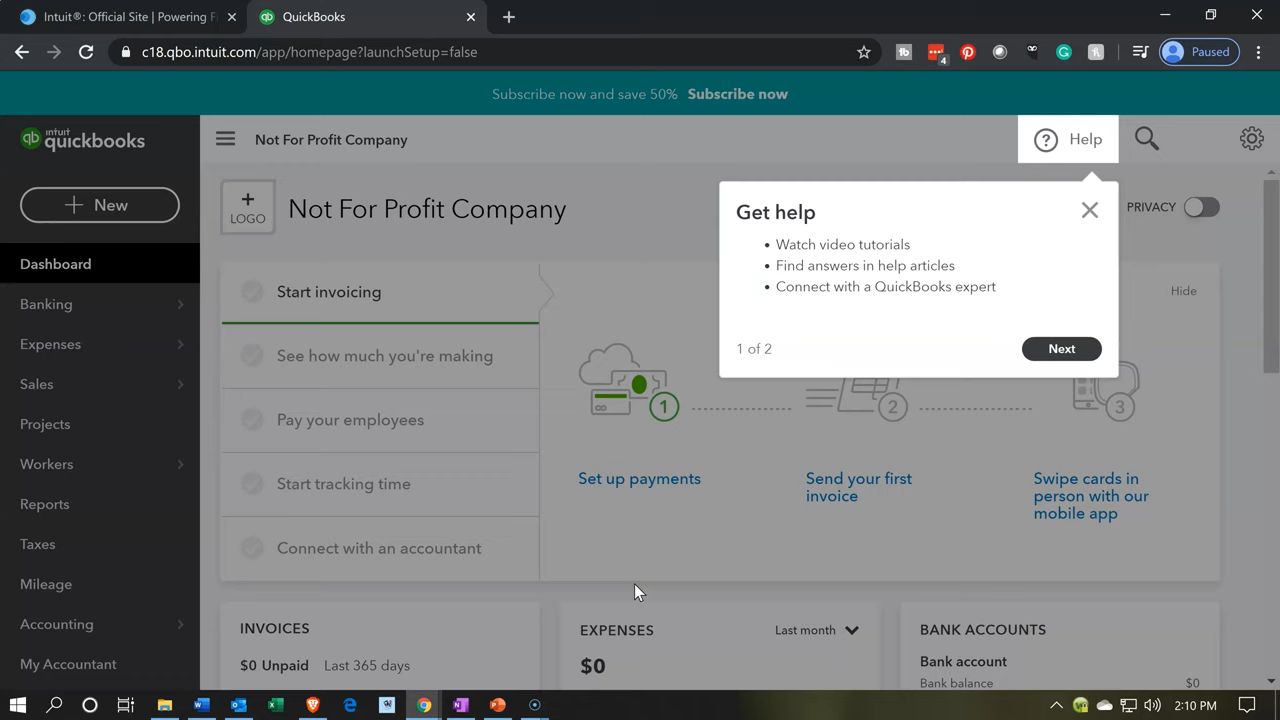 Intuit®: Official Site | Powering F
QuickBooks
c18.qbo.intuit.com/app/homepage?launchSetup=false
4
Paused
Subscribe now and save 50% Subscribe now
intuit
quickbooks
Not For Profit Company
Help
New
+
LOGO
Not For Profit Company
PRIVACY
Get help
• Watch video tutorials
• Find answers in help articles
• Connect with a QuickBooks expert
1 of 2
Next
Dashboard
Banking
Expenses
Sales
Projects
Workers
Reports
Taxes
Mileage
Accounting
My Accountant
Start invoicing
See how much you're making
Pay your employees
Start tracking time
Connect with an accountant
Hide
1
2
3
Set up payments
Send your first
invoice
Swipe cards in
person with our
mobile app
INVOICES
$0 Unpaid Last 365 days
EXPENSES
Last month
$0
BANK ACCOUNTS
Bank account
Bank balance
$0
2:10 PM